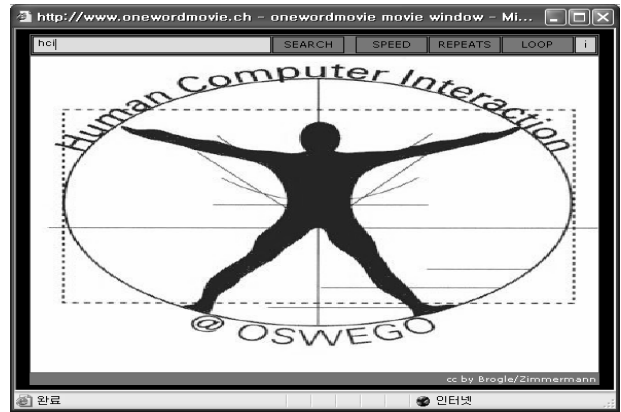 http://www.onewordmovie.ch - onewordmovie movie window - Mi...
hci SEARCH SPEED REPEATS LOOP i
Human Computer Interaction
@ OSWEGO
cc by Brogle/Zimmermann
완료 인터넷